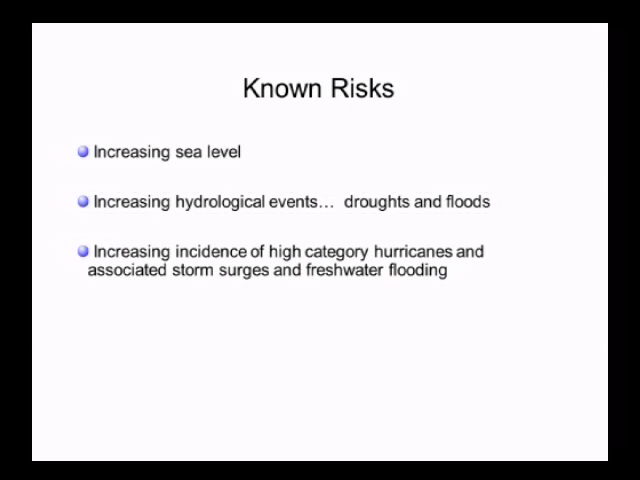 Known Risks
Increasing sea level
Increasing hydrological events… droughts and floods
Increasing incidence of high category hurricanes and
associated storm surges and freshwater flooding